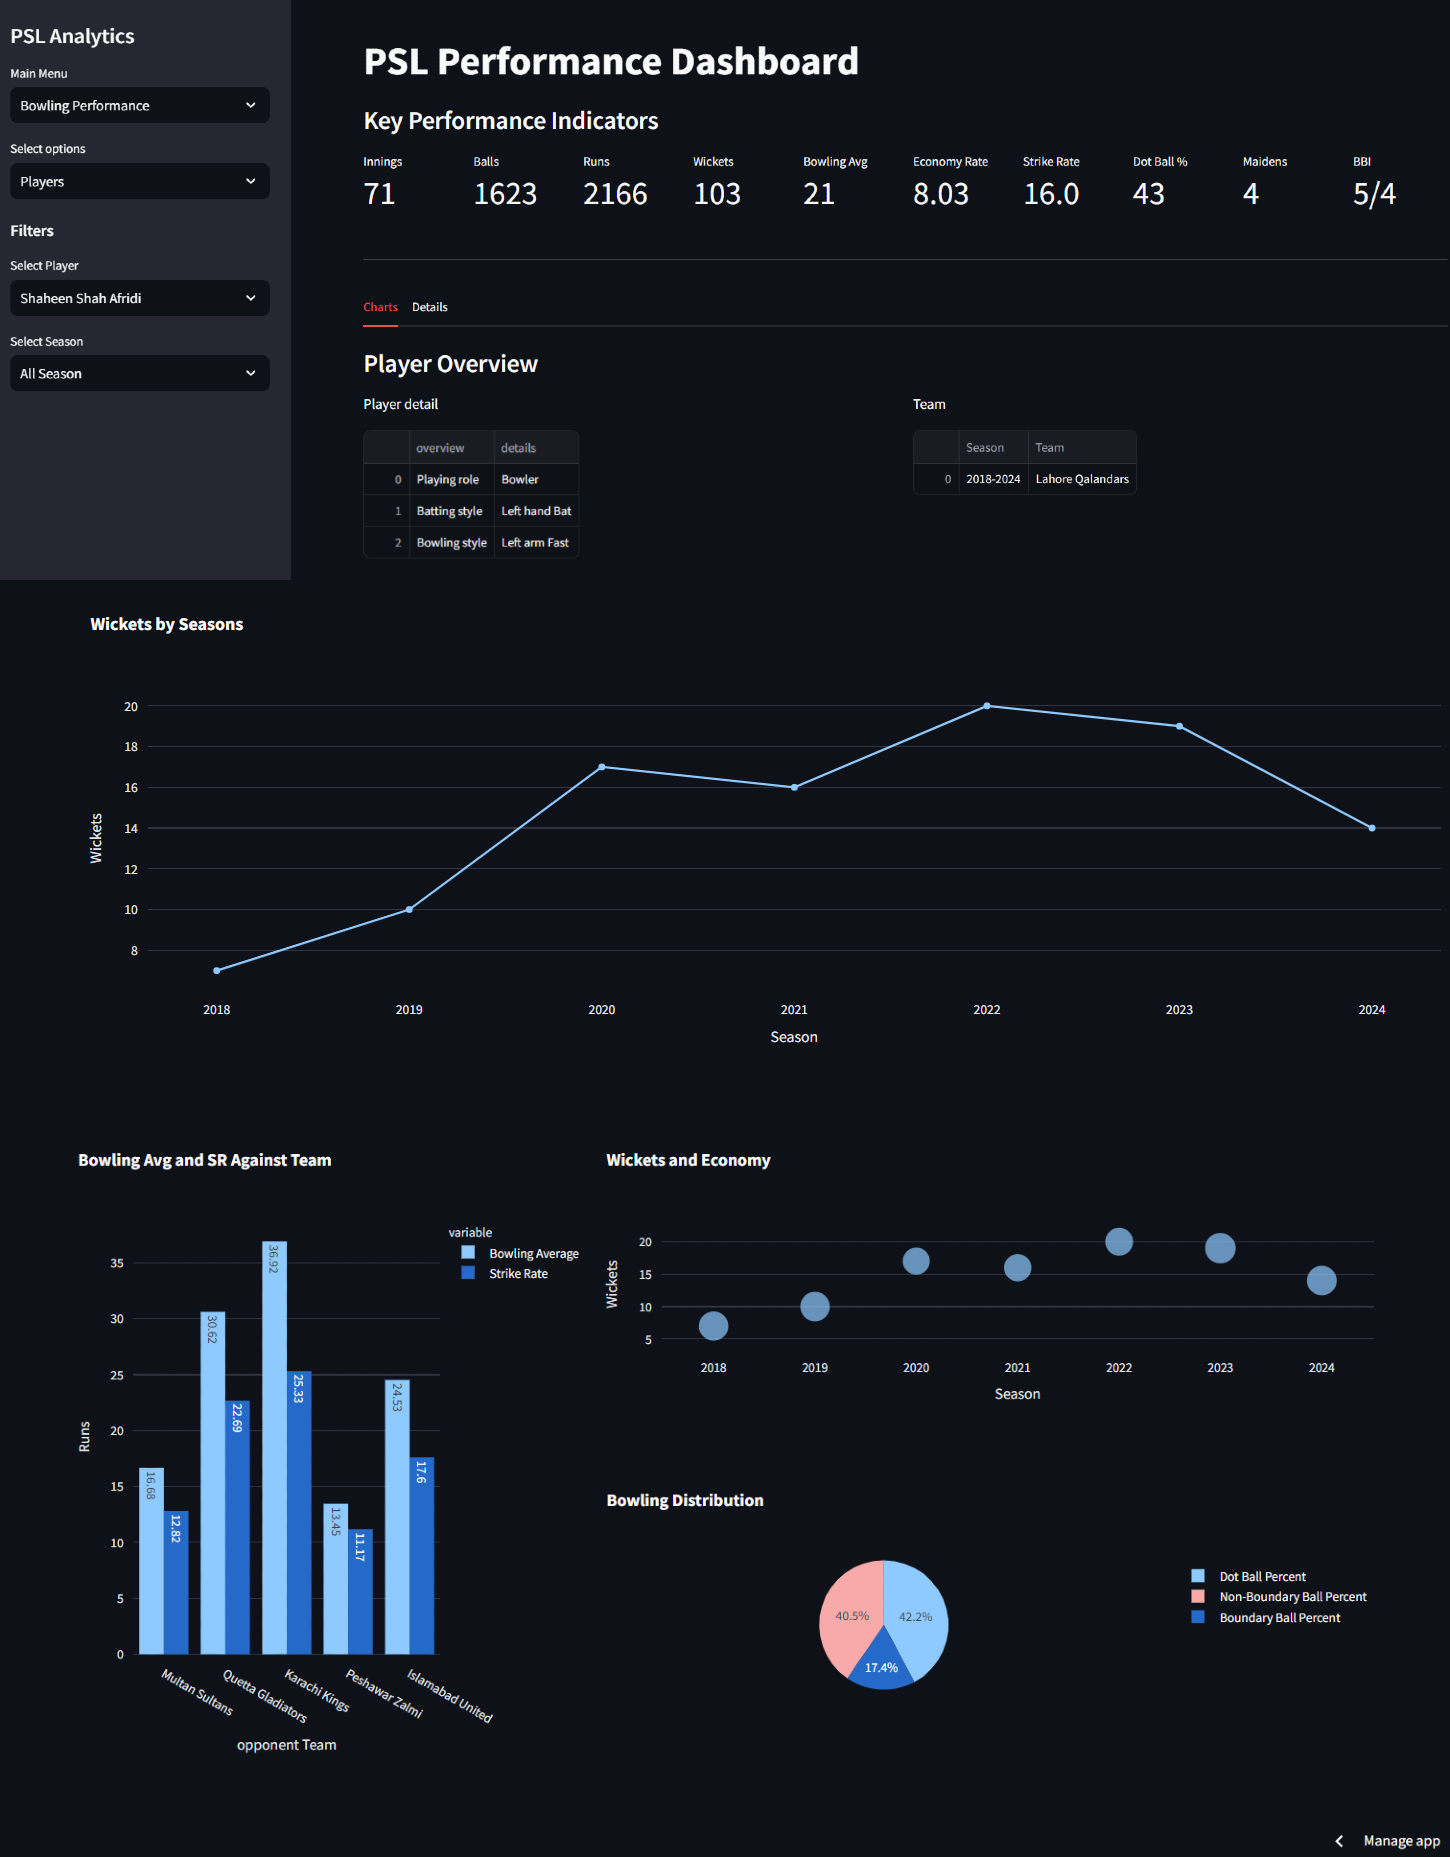 PSL Analytics
Main Menu
Bowling Performance
Select options
Players
Filters
Select Player
Shaheen Shah Afridi
Select Season
All Season
PSL Performance Dashboard
Key Performance Indicators
Innings Balls Runs Wickets Bowling Avg Economy Rate Strike Rate Dot Ball % Maidens BBI
71 1623 2166 103 21 8.03 16.0 43 4 5/4
Charts Details
Player Overview
Player detail
overview details
0 Playing role Bowler
1 Batting style Left hand Bat
2 Bowling style Left arm Fast
Team
Season Team
0 2018-2024 Lahore Qalandars
Wickets by Seasons
Wickets
20
18
16
14
12
10
8
2018 2019 2020 2021 2022 2023 2024
Season
Bowling Avg and SR Against Team
variable
Bowling Average
Strike Rate
Runs
35
30
25
20
15
10
5
0
16.68 12.82 30.62 22.69 36.92 25.33 13.45 11.17 24.53 17.6
Multan Sultans Quetta Gladiators Karachi Kings Peshawar Zalmi Islamabad United
opponent Team
Wickets and Economy
Wickets
20
15
10
5
2018 2019 2020 2021 2022 2023 2024
Season
Bowling Distribution
40.5% 42.2%
17.4%
Dot Ball Percent
Non-Boundary Ball Percent
Boundary Ball Percent
Manage app